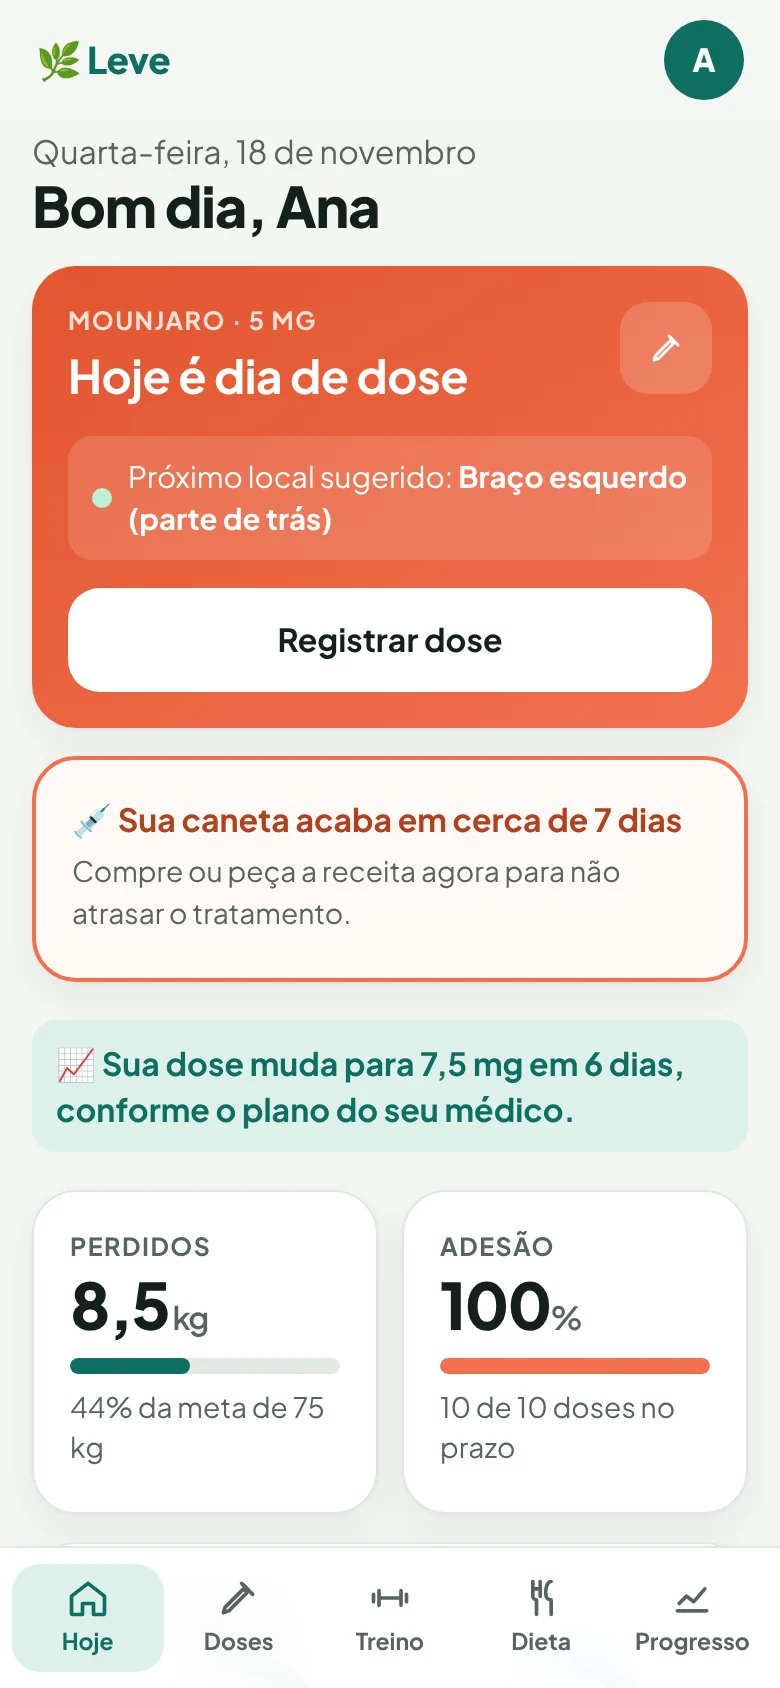 Leve
A
Quarta-feira, 18 de novembro
Bom dia, Ana
MOUNJARO · 5 MG
Hoje é dia de dose
Próximo local sugerido: Braço esquerdo
(parte de trás)
Registrar dose
Sua caneta acaba em cerca de 7 dias
Compre ou peça a receita agora para não
atrasar o tratamento.
Sua dose muda para 7,5 mg em 6 dias,
conforme o plano do seu médico.
PERDIDOS
8,5 kg
44% da meta de 75
kg
ADESÃO
100%
10 de 10 doses no
prazo
Hoje
Doses
Treino
Dieta
Progresso